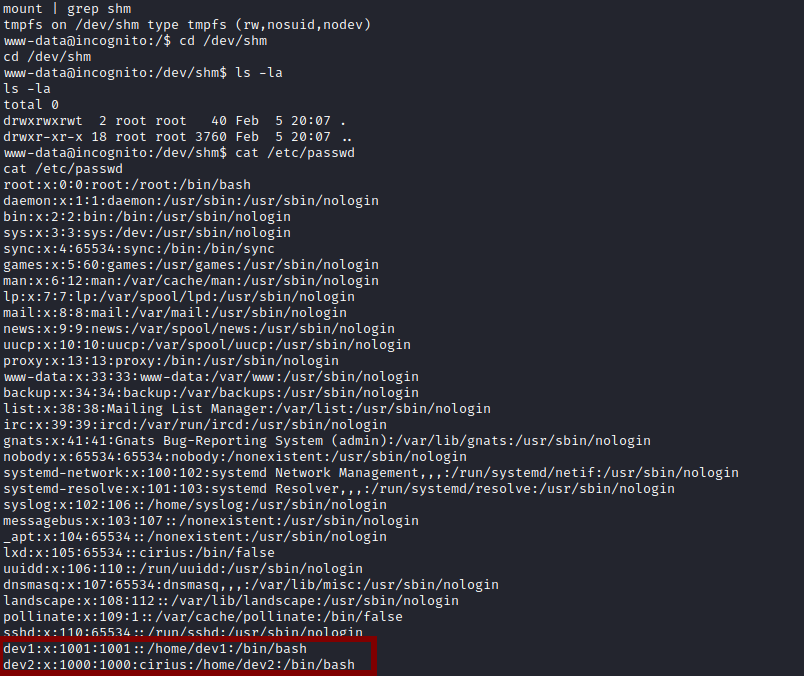 mount | grep shm
tmpfs on /dev/shm type tmpfs (rw,nosuid,nodev)
www-data@incognito:/$ cd /dev/shm
cd /dev/shm
www-data@incognito:/dev/shm$ ls -la
ls -la
total 0
drwxrwxrwt  2 root root   40 Feb  5 20:07 .
drwxr-xr-x 18 root root 3760 Feb  5 20:07 ..
www-data@incognito:/dev/shm$ cat /etc/passwd
cat /etc/passwd
root:x:0:0:root:/root:/bin/bash
daemon:x:1:1:daemon:/usr/sbin:/usr/sbin/nologin
bin:x:2:2:bin:/bin:/usr/sbin/nologin
sys:x:3:3:sys:/dev:/usr/sbin/nologin
sync:x:4:65534:sync:/bin:/bin/sync
games:x:5:60:games:/usr/games:/usr/sbin/nologin
man:x:6:12:man:/var/cache/man:/usr/sbin/nologin
lp:x:7:7:lp:/var/spool/lpd:/usr/sbin/nologin
mail:x:8:8:mail:/var/mail:/usr/sbin/nologin
news:x:9:9:news:/var/spool/news:/usr/sbin/nologin
uucp:x:10:10:uucp:/var/spool/uucp:/usr/sbin/nologin
proxy:x:13:13:proxy:/bin:/usr/sbin/nologin
www-data:x:33:33:www-data:/var/www:/usr/sbin/nologin
backup:x:34:34:backup:/var/backups:/usr/sbin/nologin
list:x:38:38:Mailing List Manager:/var/list:/usr/sbin/nologin
irc:x:39:39:ircd:/var/run/ircd:/usr/sbin/nologin
gnats:x:41:41:Gnats Bug-Reporting System (admin):/var/lib/gnats:/usr/sbin/nologin
nobody:x:65534:65534:nobody:/nonexistent:/usr/sbin/nologin
systemd-network:x:100:102:systemd Network Management,,,:/run/systemd/netif:/usr/sbin/nologin
systemd-resolve:x:101:103:systemd Resolver,,,:/run/systemd/resolve:/usr/sbin/nologin
syslog:x:102:106::/home/syslog:/usr/sbin/nologin
messagebus:x:103:107::/nonexistent:/usr/sbin/nologin
_apt:x:104:65534::/nonexistent:/usr/sbin/nologin
lxd:x:105:65534::cirius:/bin/false
uuidd:x:106:110::/run/uuidd:/usr/sbin/nologin
dnsmasq:x:107:65534:dnsmasq,,,:/var/lib/misc:/usr/sbin/nologin
landscape:x:108:112::/var/lib/landscape:/usr/sbin/nologin
pollinate:x:109:1::/var/cache/pollinate:/bin/false
sshd:x:110:65534::/run/sshd:/usr/sbin/nologin
dev1:x:1001:1001::/home/dev1:/bin/bash
dev2:x:1000:1000:cirius:/home/dev2:/bin/bash